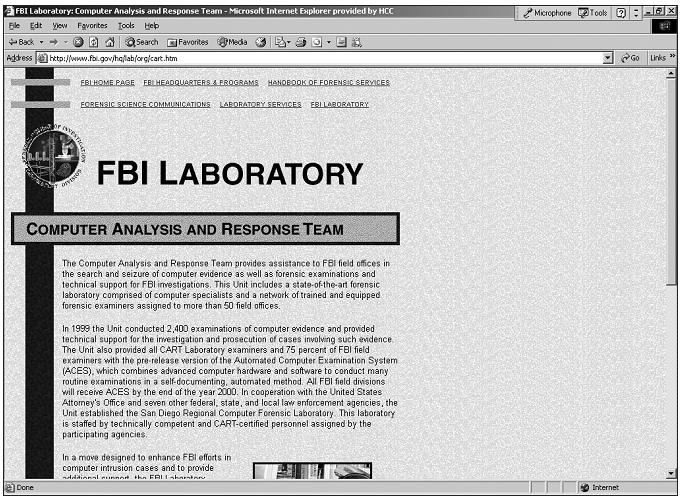 FBI Laboratory: Computer Analysis and Response Team - Microsoft Internet Explorer provided by HCC
Microphone Tools
File Edit View Favorites Tools Help
Back Search Favorites Media
Address http://www.fbi.gov/hq/lab/org/cart.htm Go Links »
FBI HOME PAGE FBI HEADQUARTERS & PROGRAMS HANDBOOK OF FORENSIC SERVICES
FORENSIC SCIENCE COMMUNICATIONS LABORATORY SERVICES FBI LABORATORY
FBI LABORATORY
COMPUTER ANALYSIS AND RESPONSE TEAM
The Computer Analysis and Response Team provides assistance to FBI field offices in
the search and seizure of computer evidence as well as forensic examinations and
technical support for FBI investigations. This Unit includes a state-of-the-art forensic
laboratory comprised of computer specialists and a network of trained and equipped
forensic examiners assigned to more than 50 field offices.
In 1999 the Unit conducted 2,400 examinations of computer evidence and provided
technical support for the investigation and prosecution of cases involving such evidence.
The Unit also provided all CART Laboratory examiners and 75 percent of FBI field
examiners with the pre-release version of the Automated Computer Examination System
(ACES), which combines advanced computer hardware and software to conduct many
routine examinations in a self-documenting, automated method. All FBI field divisions
will receive ACES by the end of the year 2000. In cooperation with the United States
Attorney's Office and seven other federal, state, and local law enforcement agencies, the
Unit established the San Diego Regional Computer Forensic Laboratory. This laboratory
is staffed by technically competent and CART-certified personnel assigned by the
participating agencies.
In a move designed to enhance FBI efforts in
computer intrusion cases and to provide
additional support, the FBI Laboratory
Done Internet